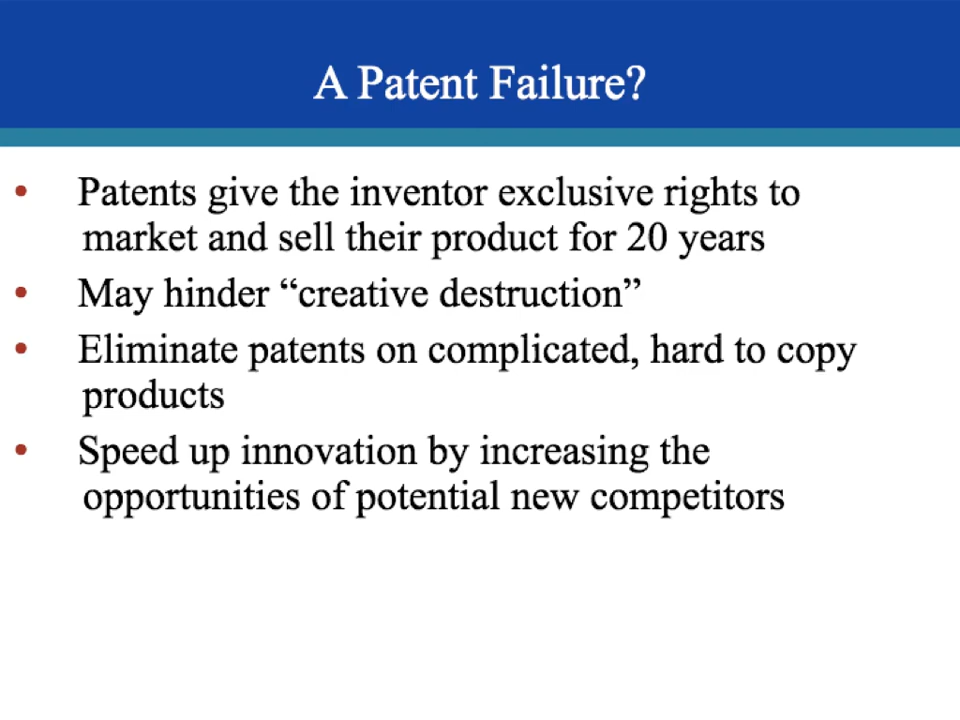 A Patent Failure?
• Patents give the inventor exclusive rights to
market and sell their product for 20 years
• May hinder “creative destruction”
• Eliminate patents on complicated, hard to copy
products
• Speed up innovation by increasing the
opportunities of potential new competitors